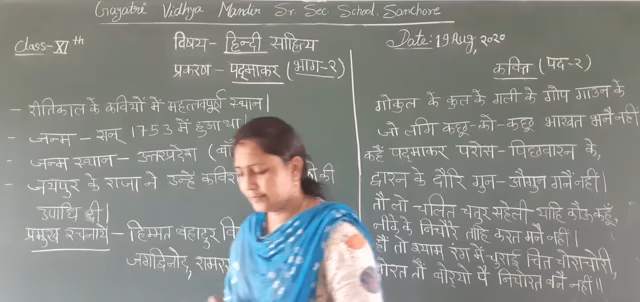 Gayatri Vidhya Mandir Sr. Sec School, Sanchore
Class-XI th
विषय- हिन्दी साहित्य
Date:-19 Aug, 2020
प्रकरण- पद्माकर (भाग-२)
- रीतिकाल के कवियों में महत्वपूर्ण स्थान।
- जन्म - सन् 1753 में हुआ था।
- जन्म स्थान - उत्तरप्रदेश
- जयपुर के राजा ने उन्हें की
उपाधि दी।
प्रमुख रचनायें - हिम्मत बहादुर
जगद्विनोद,
कवित्त (पद-२)
गोकुल के कुल के गली के गोप गाउन के
जो लगि कछू-को-कछू भाखत भनै नहीं
कहैं पद्माकर परोस-पिछवारन के,
द्वारन के दौरि गुन-औगुन गनैं नहीं।
तौ लौं चलित चतुर सहेली याहि कौऊ कहूँ,
नीके के निचौरे ताहि करत मनै नहीं।
हौं तौ श्याम रंग में चुराई चित चोराचोरी,
बोरत तौं बोर्यो पै निचोरत बनै नहीं॥